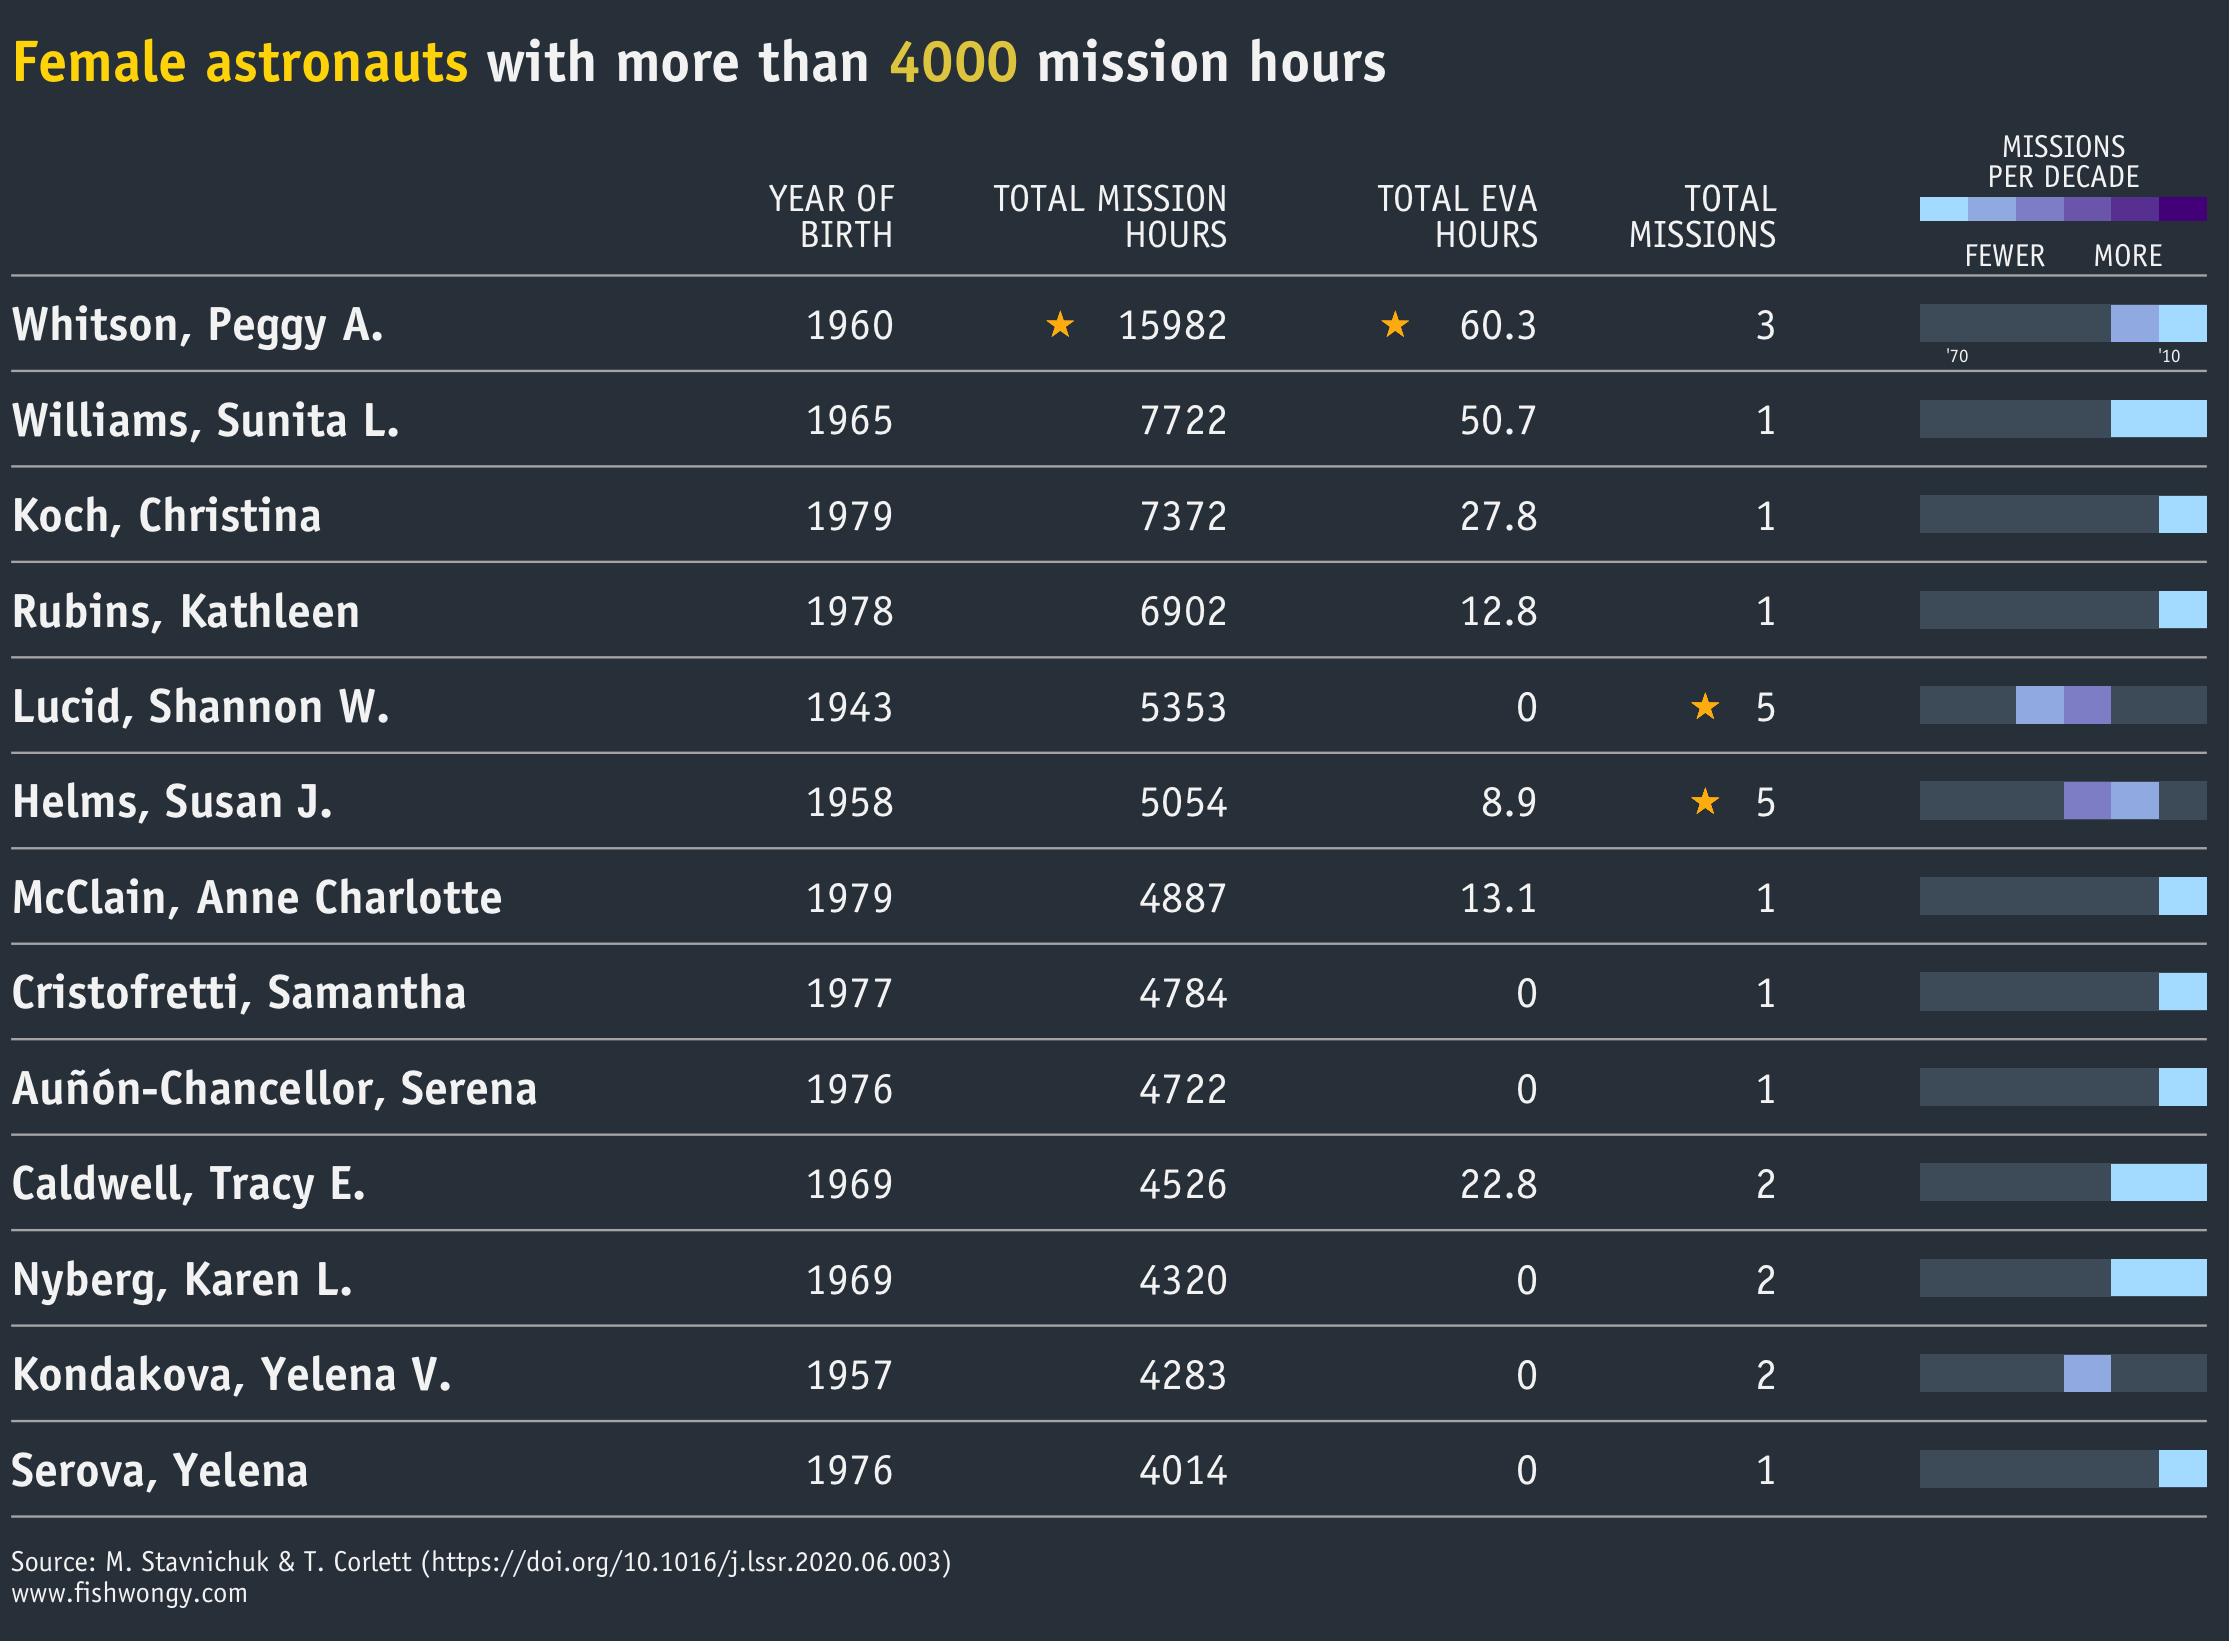 Female astronauts with more than 4000 mission hours
MISSIONS
PER DECADE
YEAR OF BIRTH
TOTAL MISSION HOURS
TOTAL EVA HOURS
TOTAL MISSIONS
FEWER MORE
Whitson, Peggy A. 1960 ★ 15982 ★ 60.3 3
'70 '10
Williams, Sunita L. 1965 7722 50.7 1
Koch, Christina 1979 7372 27.8 1
Rubins, Kathleen 1978 6902 12.8 1
Lucid, Shannon W. 1943 5353 0 ★ 5
Helms, Susan J. 1958 5054 8.9 ★ 5
McClain, Anne Charlotte 1979 4887 13.1 1
Cristofretti, Samantha 1977 4784 0 1
Auñón-Chancellor, Serena 1976 4722 0 1
Caldwell, Tracy E. 1969 4526 22.8 2
Nyberg, Karen L. 1969 4320 0 2
Kondakova, Yelena V. 1957 4283 0 2
Serova, Yelena 1976 4014 0 1
Source: M. Stavnichuk & T. Corlett (https://doi.org/10.1016/j.lssr.2020.06.003)
www.fishwongy.com